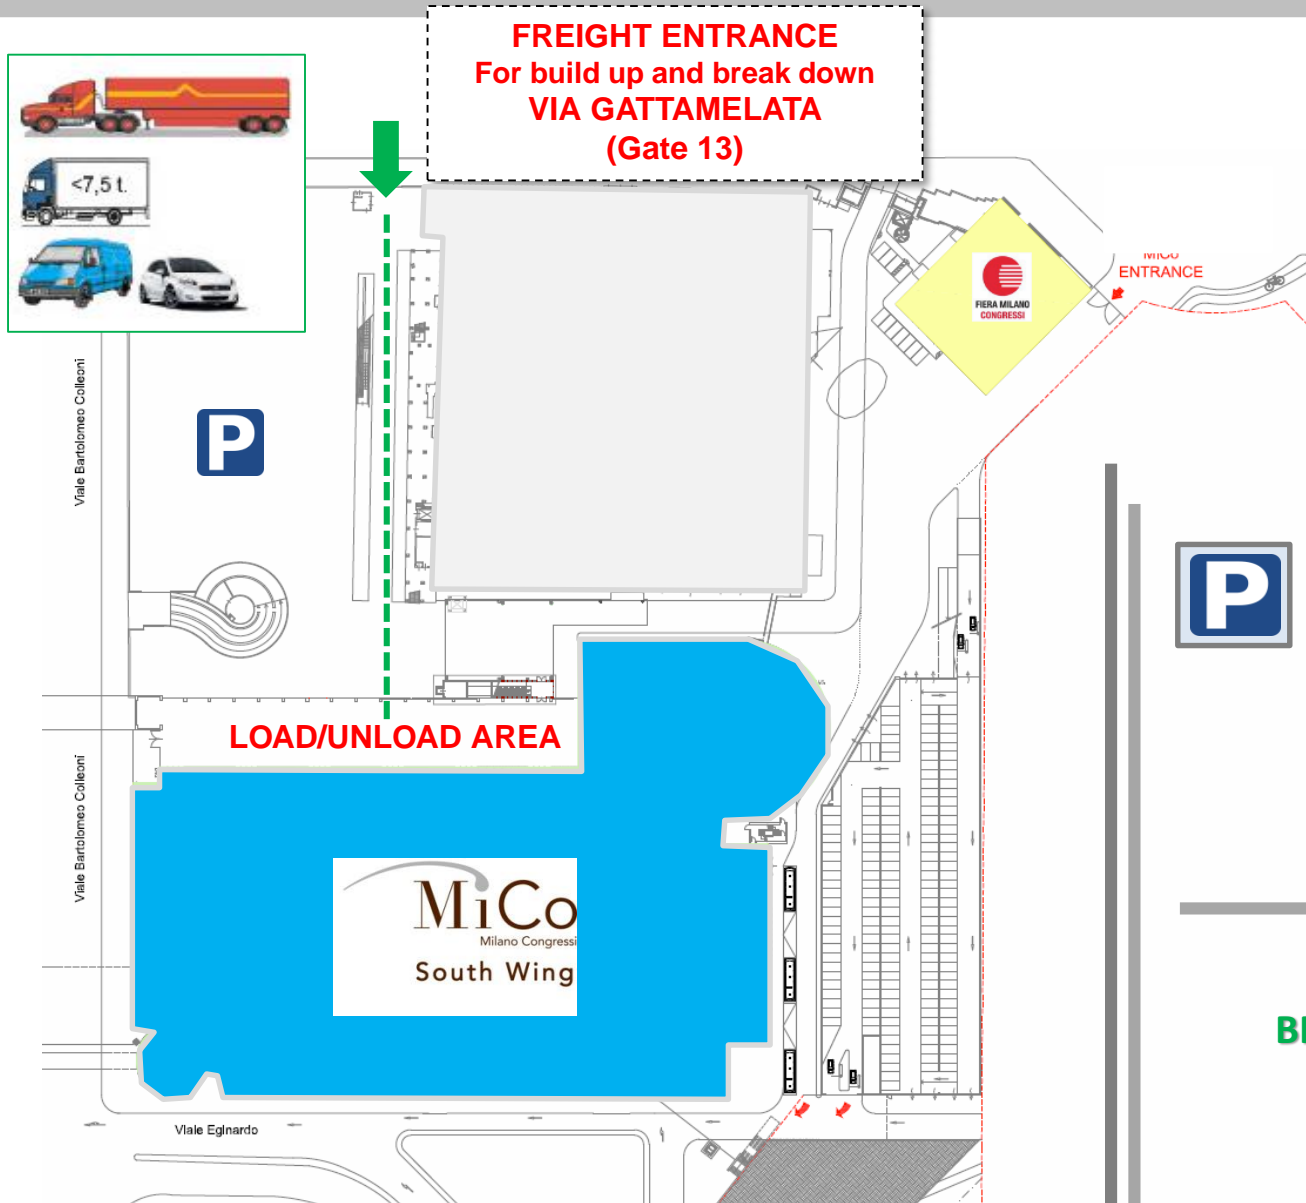 FREIGHT ENTRANCE
For build up and break down
VIA GATTAMELATA
(Gate 13)
<7,5 t.
MiCo
ENTRANCE
FIERA MILANO
CONGRESSI
Viale Bartolomeo Colleoni
P
P
LOAD/UNLOAD AREA
Viale Bartolomeo Colleoni
MiCo
Milano Congressi
South Wing
Viale Eginardo